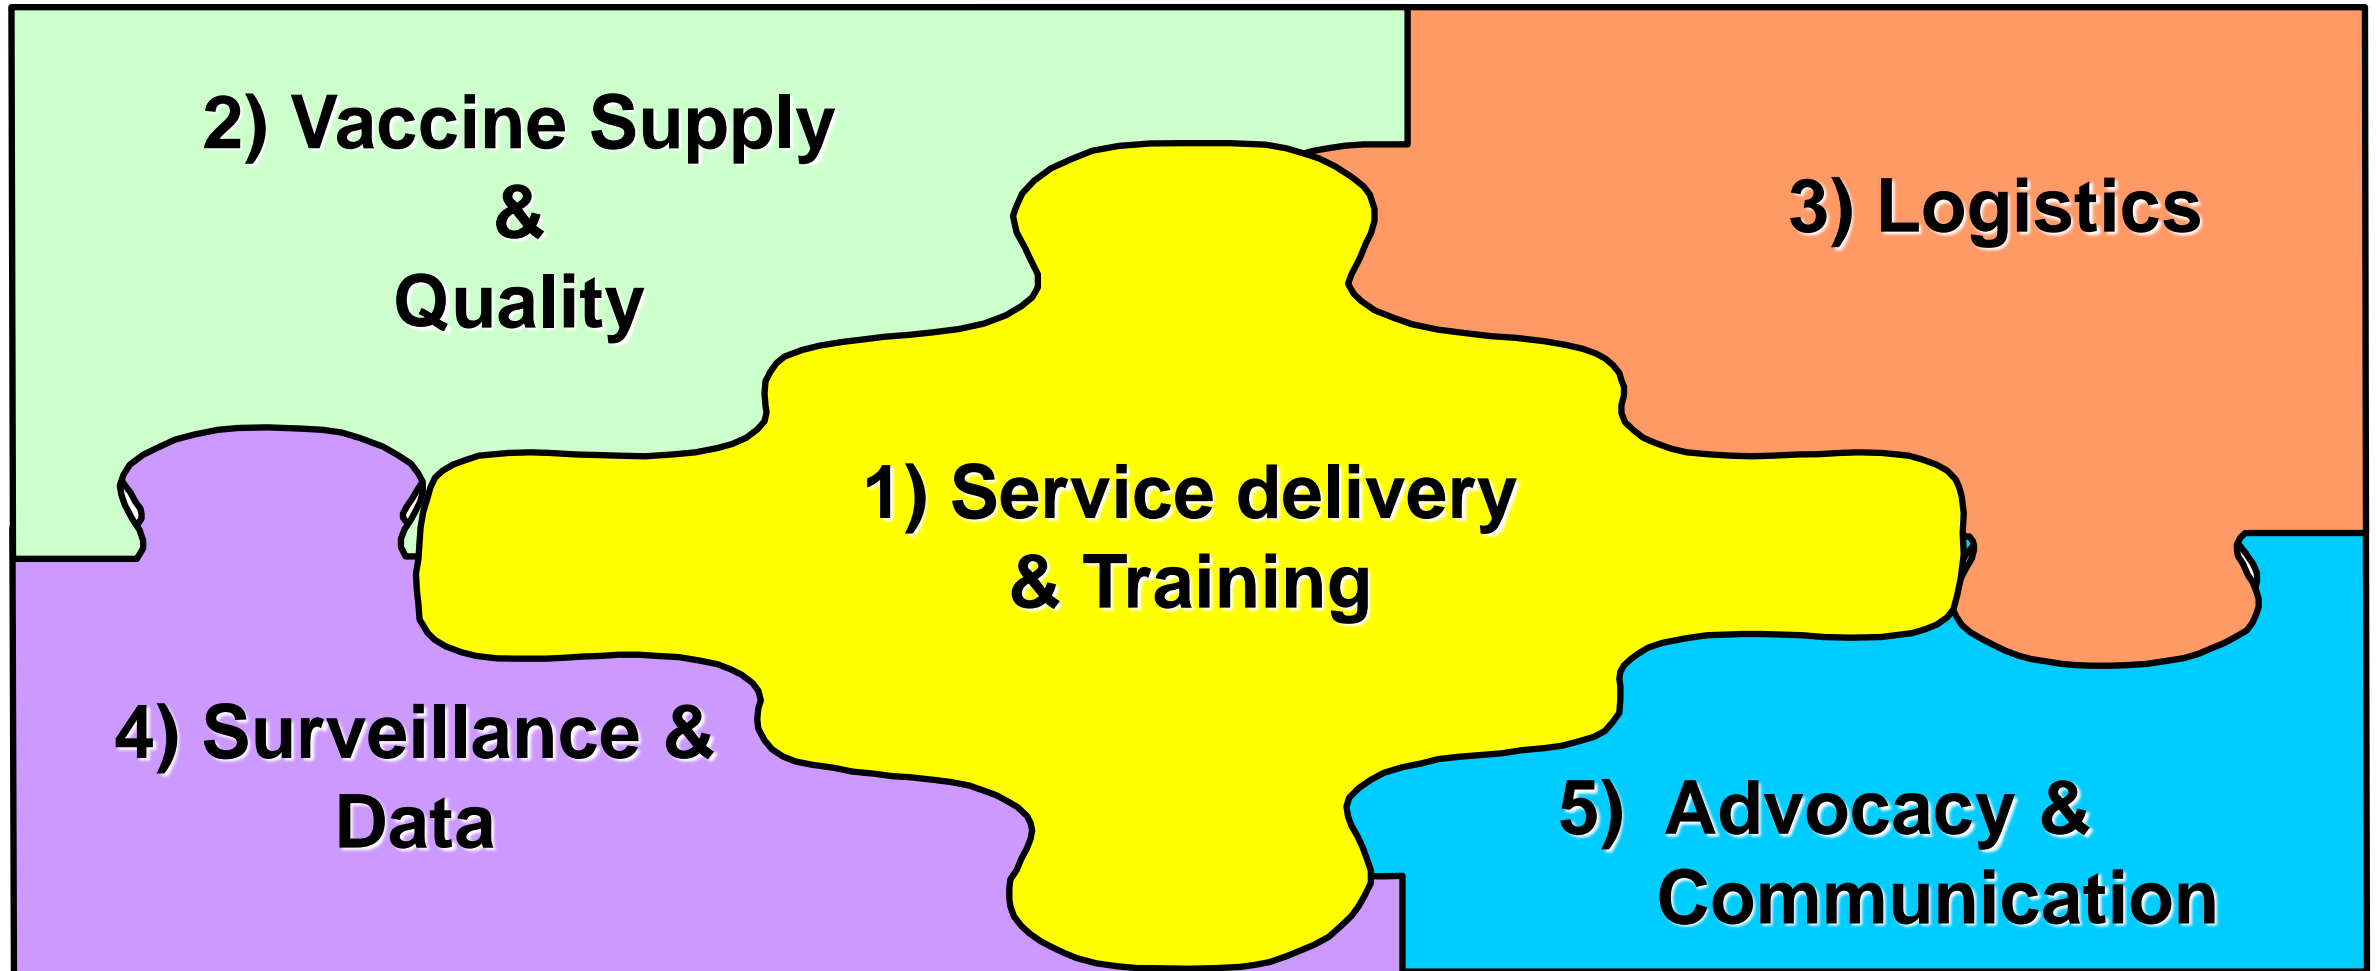 2) Vaccine Supply
&
Quality
3) Logistics
1) Service delivery
& Training
4) Surveillance &
Data
5) Advocacy &
Communication